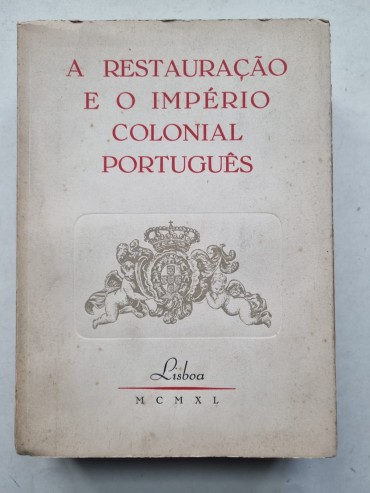 A RESTAURAÇÃO
E O IMPÉRIO
COLONIAL
PORTUGUÊS
Lisboa
MCMXL